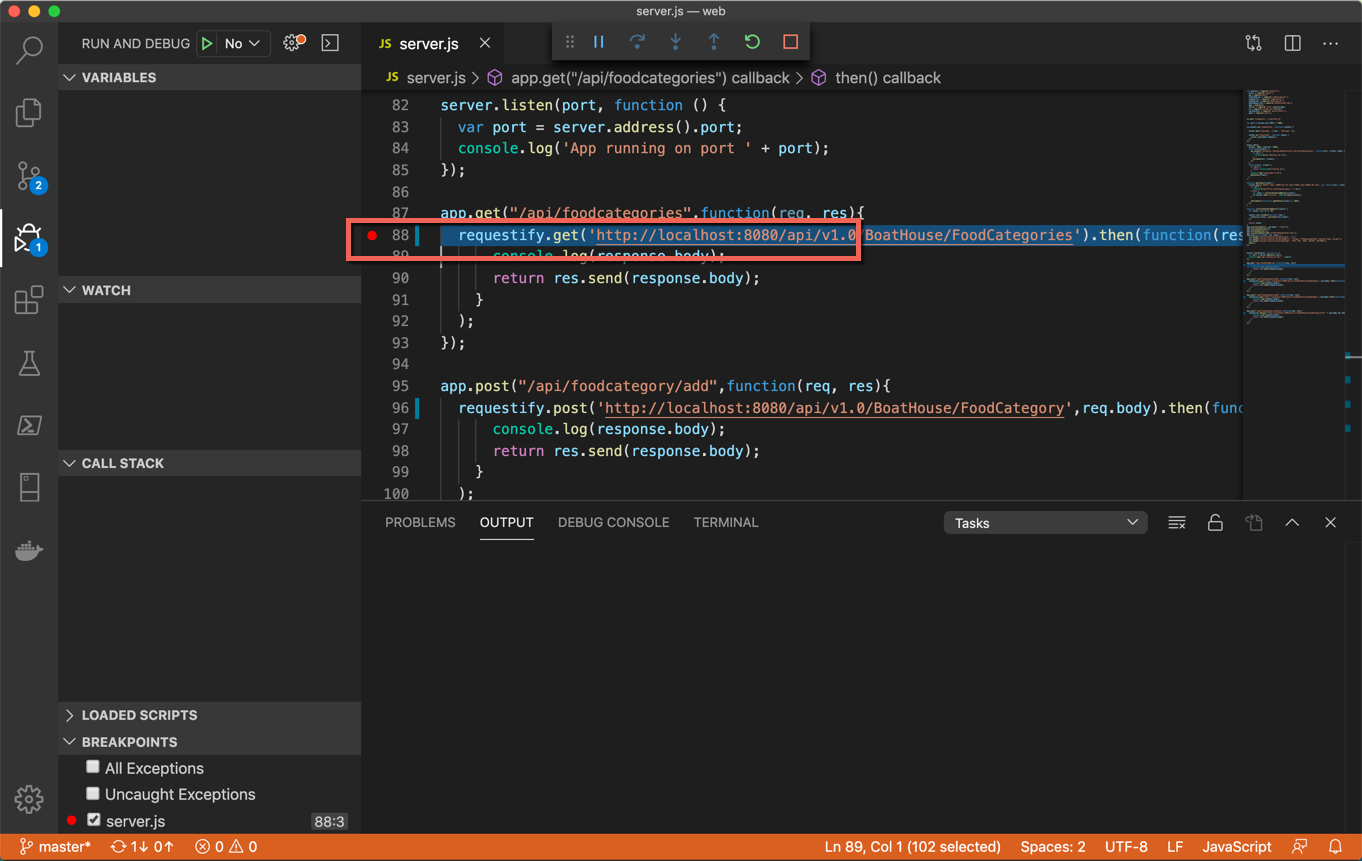 server.js — web
RUN AND DEBUG
No
JS server.js
JS server.js > app.get("/api/foodcategories") callback > then() callback
VARIABLES
WATCH
CALL STACK
LOADED SCRIPTS
BREAKPOINTS
All Exceptions
Uncaught Exceptions
server.js 88:3
2
1
82 server.listen(port, function () {
83 var port = server.address().port;
84 console.log('App running on port ' + port);
85 });
86
87 app.get("/api/foodcategories",function(req, res){
88 requestify.get('http://localhost:8080/api/v1.0/BoatHouse/FoodCategories').then(function(res
89 console.log(response.body);
90 return res.send(response.body);
91 }
92 );
93 });
94
95 app.post("/api/foodcategory/add",function(req, res){
96 requestify.post('http://localhost:8080/api/v1.0/BoatHouse/FoodCategory',req.body).then(func
97 console.log(response.body);
98 return res.send(response.body);
99 }
100 );
PROBLEMS OUTPUT DEBUG CONSOLE TERMINAL
Tasks
master* 1↓ 0↑ 0 0
Ln 89, Col 1 (102 selected) Spaces: 2 UTF-8 LF JavaScript